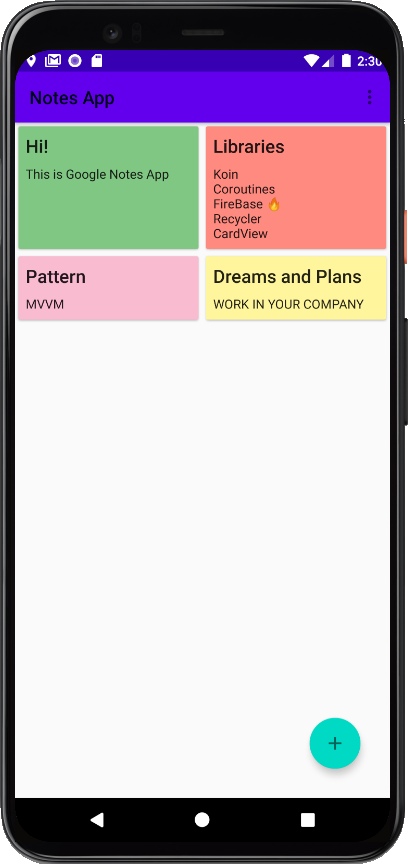 2:30
Notes App
Hi!
This is Google Notes App
Libraries
Koin
Coroutines
FireBase 🔥
Recycler
CardView
Pattern
MVVM
Dreams and Plans
WORK IN YOUR COMPANY